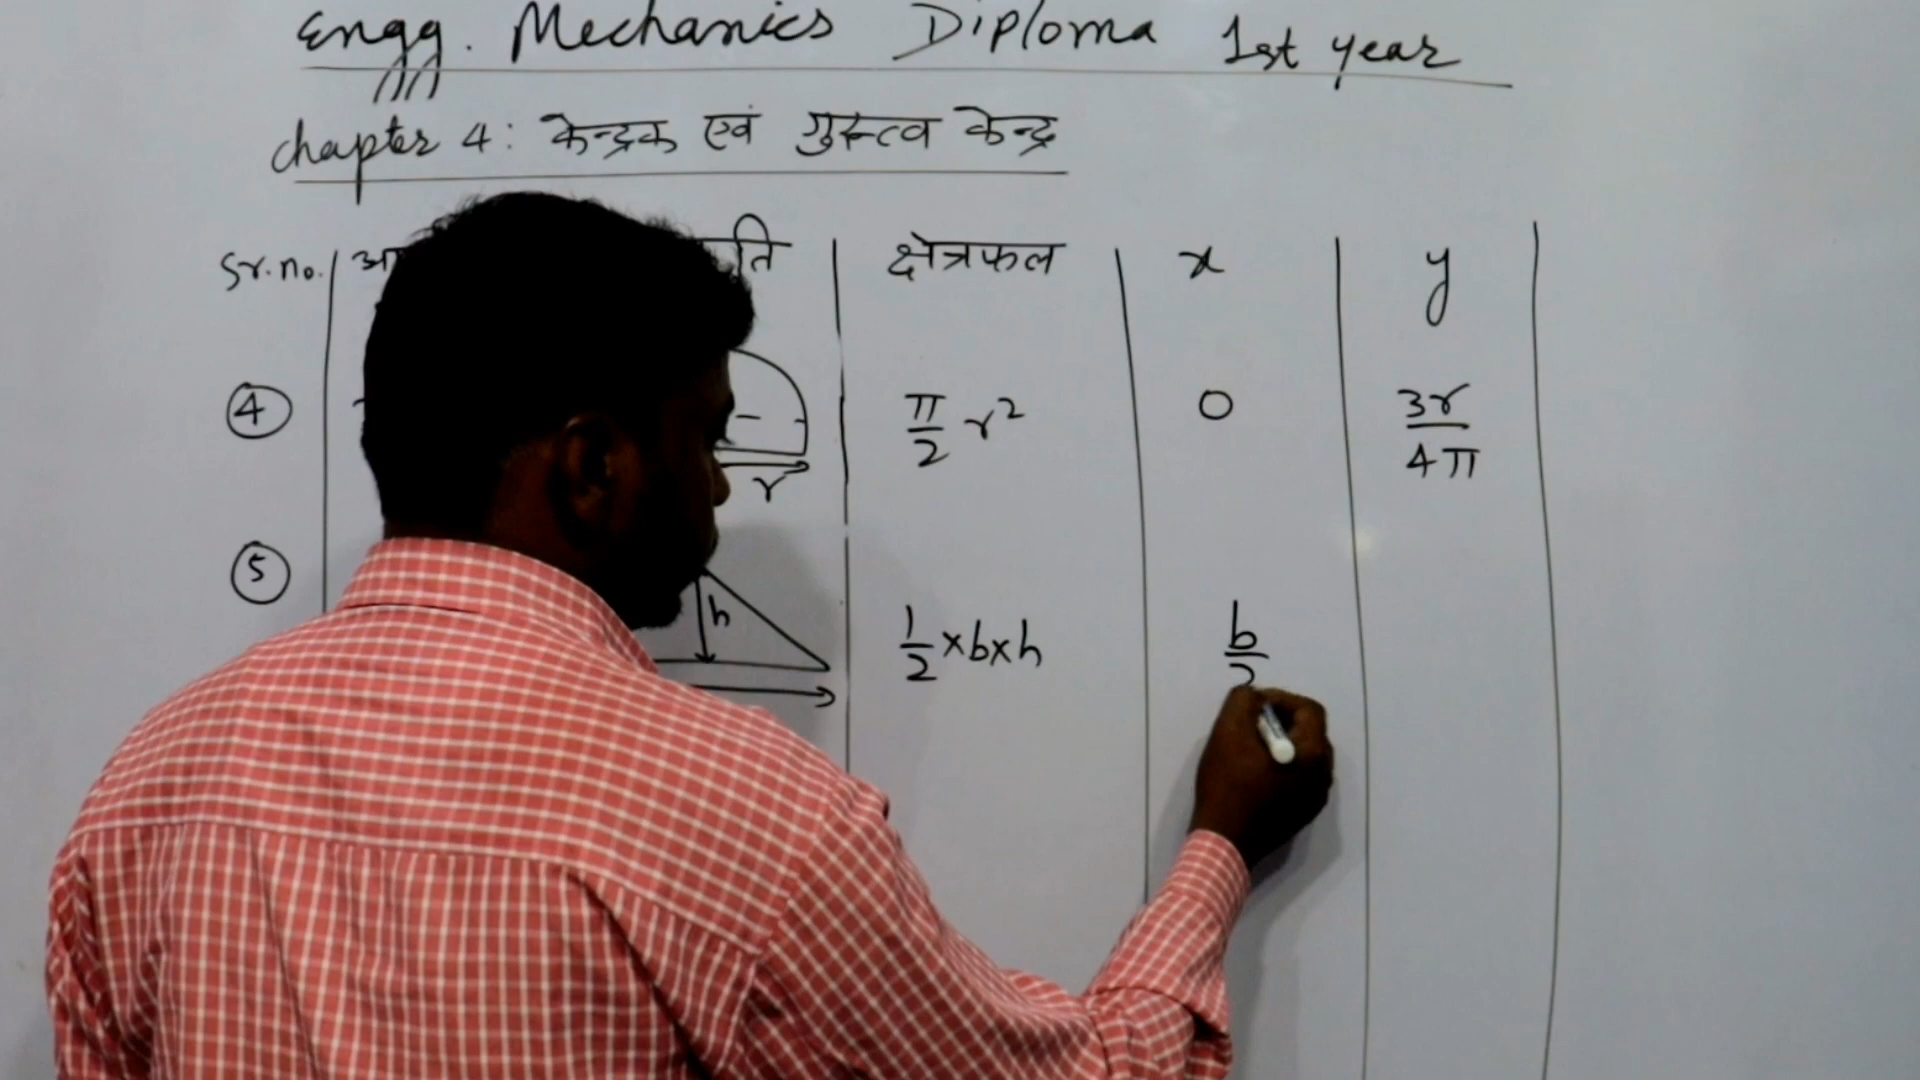 Engg. Mechanics Diploma 1st year
chapter 4: केन्द्रक एवं गुरुत्व केन्द्र
Sr.no. क्षेत्रफल x y
④ r π/2 r² 0 3r/4π
⑤ h 1/2 ×b×h b/2